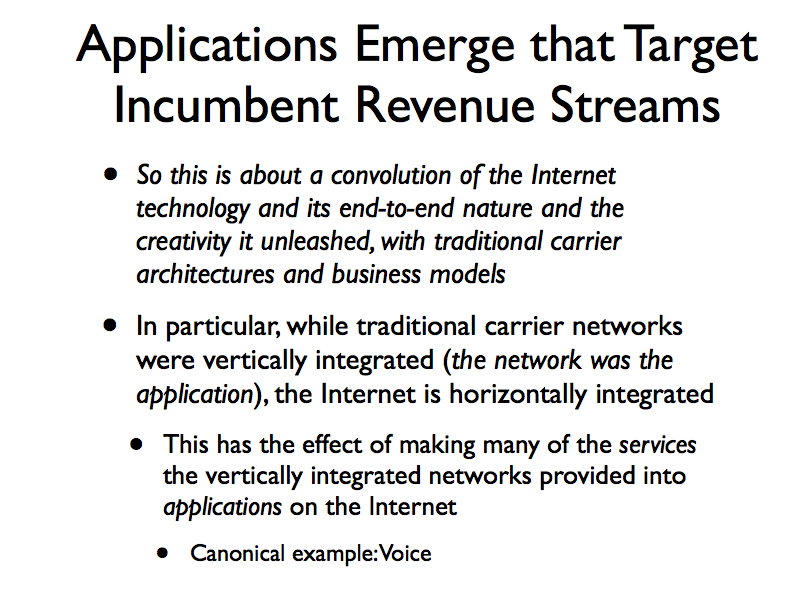 Applications Emerge that Target
Incumbent Revenue Streams
• So this is about a convolution of the Internet
technology and its end-to-end nature and the
creativity it unleashed, with traditional carrier
architectures and business models
• In particular, while traditional carrier networks
were vertically integrated (the network was the
application), the Internet is horizontally integrated
• This has the effect of making many of the services
the vertically integrated networks provided into
applications on the Internet
• Canonical example: Voice